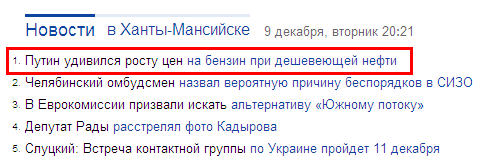 Новости в Ханты-Мансийске 9 декабря, вторник 20:21
1. Путин удивился росту цен на бензин при дешевеющей нефти
2. Челябинский омбудсмен назвал вероятную причину беспорядков в СИЗО
3. В Еврокомиссии призвали искать альтернативу «Южному потоку»
4. Депутат Рады расстрелял фото Кадырова
5. Слуцкий: Встреча контактной группы по Украине пройдет 11 декабря